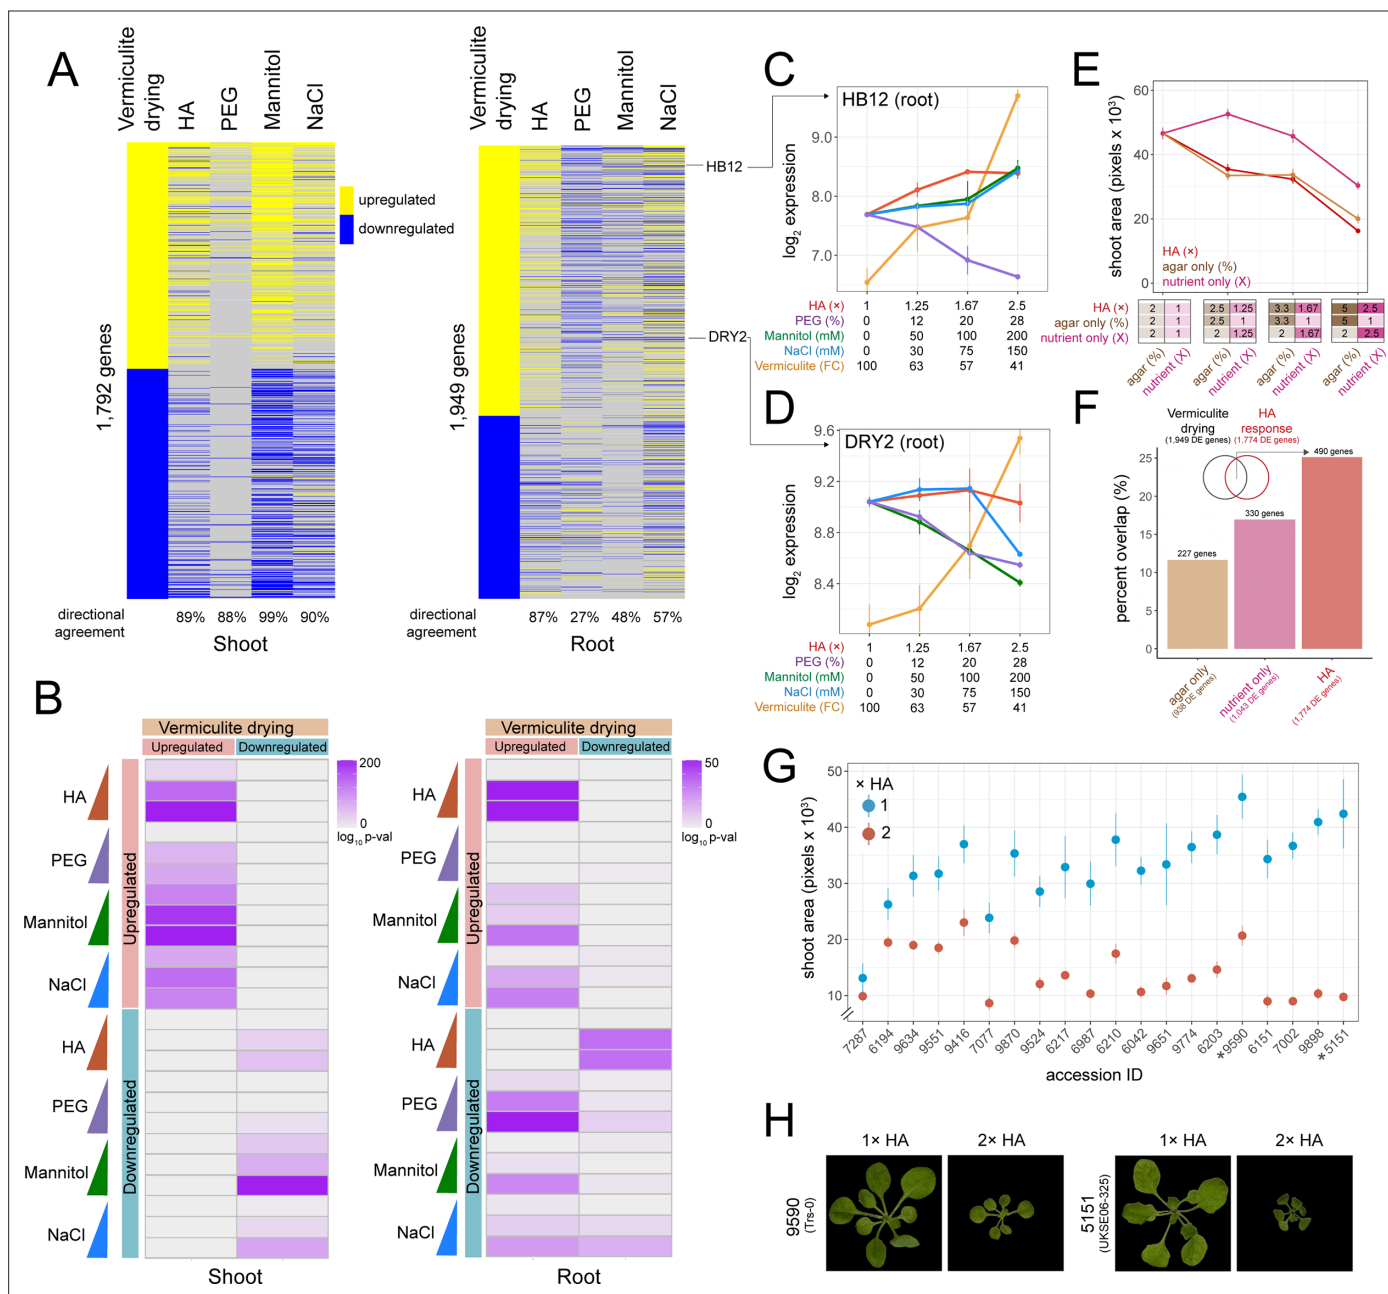 A
Vermiculite drying
HA
PEG
Mannitol
NaCl
upregulated
downregulated
1,792 genes
directional agreement
89% 88% 99% 90%
Shoot
Vermiculite drying
HA
PEG
Mannitol
NaCl
HB12
DRY2
1,949 genes
directional agreement
87% 27% 48% 57%
Root
B
Vermiculite drying
Upregulated Downregulated
200
0
log10 p-val
Upregulated
HA
PEG
Mannitol
NaCl
Downregulated
HA
PEG
Mannitol
NaCl
Shoot
Vermiculite drying
Upregulated Downregulated
50
0
log10 p-val
Upregulated
HA
PEG
Mannitol
NaCl
Downregulated
HA
PEG
Mannitol
NaCl
Root
C
HB12 (root)
log2 expression
9.0
8.0
7.0
HA (×) 1 1.25 1.67 2.5
PEG (%) 0 12 20 28
Mannitol (mM) 0 50 100 200
NaCl (mM) 0 30 75 150
Vermiculite (FC) 100 63 57 41
D
DRY2 (root)
log2 expression
9.6
9.2
8.8
8.4
HA (×) 1 1.25 1.67 2.5
PEG (%) 0 12 20 28
Mannitol (mM) 0 50 100 200
NaCl (mM) 0 30 75 150
Vermiculite (FC) 100 63 57 41
E
shoot area (pixels x 10³)
60
40
20
0
HA (×)
agar only (%)
nutrient only (X)
HA (×) 2 1 2.5 1.25 3.3 1.67 5 2.5
agar only (%) 2 1 2.5 1 3.3 1 5 1
nutrient only (X) 2 1 2 1.25 2 1.67 2 2.5
agar (%) nutrient (X) agar (%) nutrient (X) agar (%) nutrient (X) agar (%) nutrient (X)
F
Vermiculite drying
(1,949 DE genes)
HA response
(1,774 DE genes)
percent overlap (%)
25
20
15
10
5
0
227 genes
330 genes
490 genes
agar only
(938 DE genes)
nutrient only
(1,043 DE genes)
HA
(1,774 DE genes)
G
shoot area (pixels x 10³)
50
40
30
20
10
× HA
1
2
7287 6194 9634 9551 9416 7077 9870 9524 6217 6987 6210 6042 9651 9774 6203 *9590 6151 7002 9898 *5151
accession ID
H
1× HA 2× HA 1× HA 2× HA
9590
(Trs-0)
5151
(UKSE06-325)